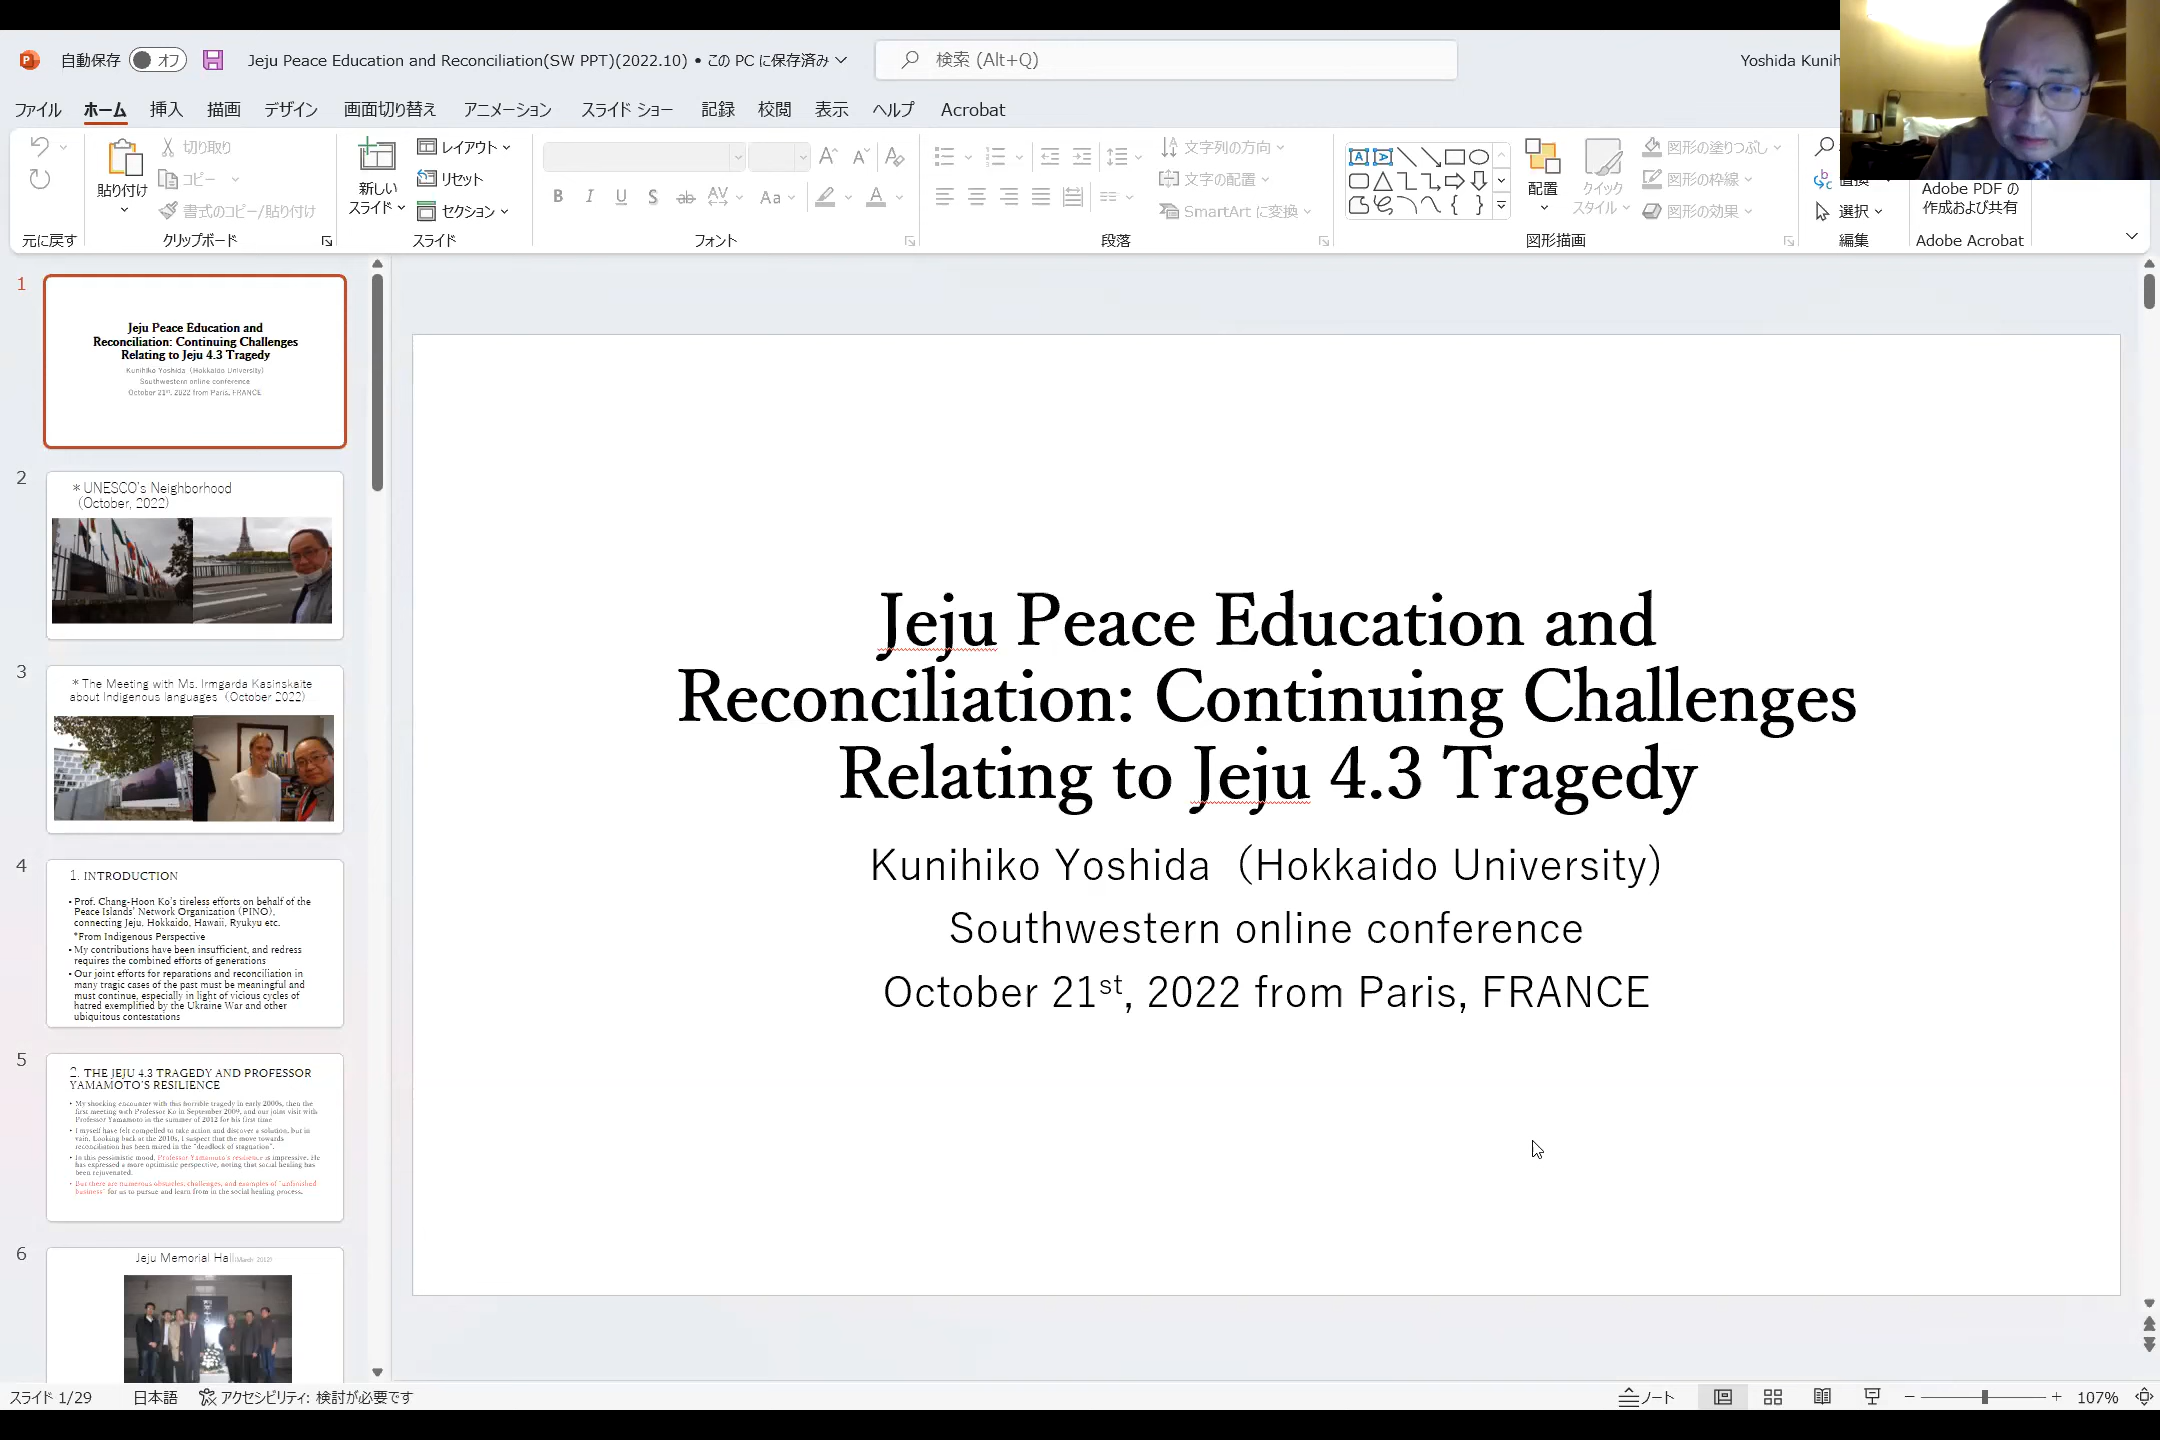 自動保存 オフ Jeju Peace Education and Reconciliation(SW PPT)(2022.10) • この PC に保存済み 検索 (Alt+Q) Yoshida Kunih
ファイル ホーム 挿入 描画 デザイン 画面切り替え アニメーション スライド ショー 記録 校閲 表示 ヘルプ Acrobat
元に戻す
貼り付け
切り取り
コピー
書式のコピー/貼り付け
クリップボード
新しい
スライド
レイアウト
リセット
セクション
スライド
B I U S ab AV Aa A
フォント
文字列の方向
文字の配置
SmartArt に変換
段落
配置
クイック
スタイル
図形の塗りつぶし
図形の枠線
図形の効果
図形描画
置換
選択
編集
Adobe PDF の
作成および共有
Adobe Acrobat
1
Jeju Peace Education and
Reconciliation: Continuing Challenges
Relating to Jeju 4.3 Tragedy
Kunihiko Yoshida（Hokkaido University)
Southwestern online conference
October 21st, 2022 from Paris, FRANCE
2
＊UNESCO's Neighborhood
（October, 2022)
3
＊The Meeting with Ms. Irmgarda Kasinskaite
about Indigenous languages（October 2022)
4
1. INTRODUCTION
• Prof. Chang-Hoon Ko's tireless efforts on behalf of the
Peace Islands' Network Organization (PINO),
connecting Jeju. Hokkaido, Hawaii, Ryukyu etc.
*From Indigenous Perspective
• My contributions have been insufficient, and redress
requires the combined efforts of generations
• Our joint efforts for reparations and reconciliation in
many tragic cases of the past must be meaningful and
must continue, especially in light of vicious cycles of
hatred exemplified by the Ukraine War and other
ubiquitous contestations
5
2. THE JEJU 4.3 TRAGEDY AND PROFESSOR
YAMAMOTO'S RESILIENCE
• My shocking encounter with this horrible tragedy in early 2000s, then the
first meeting with Professor Ko in September 2009, and our joint visit with
Professor Yamamoto in the summer of 2012 for his first time
• I myself have felt compelled to take action and discover a solution, but in
vain. Looking back at the 2010s, I suspect that the move towards
reconciliation has been mired in the "deadlock of stagnation".
• In this pessimistic mood, Professor Yamamoto's resilience is impressive. He
has expressed a more optimistic perspective, noting that social healing has
been rejuvenated.
• But there are numerous obstacles, challenges, and examples of "unfinished
business" for us to pursue and learn from in the social healing process.
6
Jeju Memorial Hall(March 2012)
Jeju Peace Education and
Reconciliation: Continuing Challenges
Relating to Jeju 4.3 Tragedy
Kunihiko Yoshida（Hokkaido University)
Southwestern online conference
October 21st, 2022 from Paris, FRANCE
スライド 1/29 日本語 アクセシビリティ: 検討が必要です ノート 107%